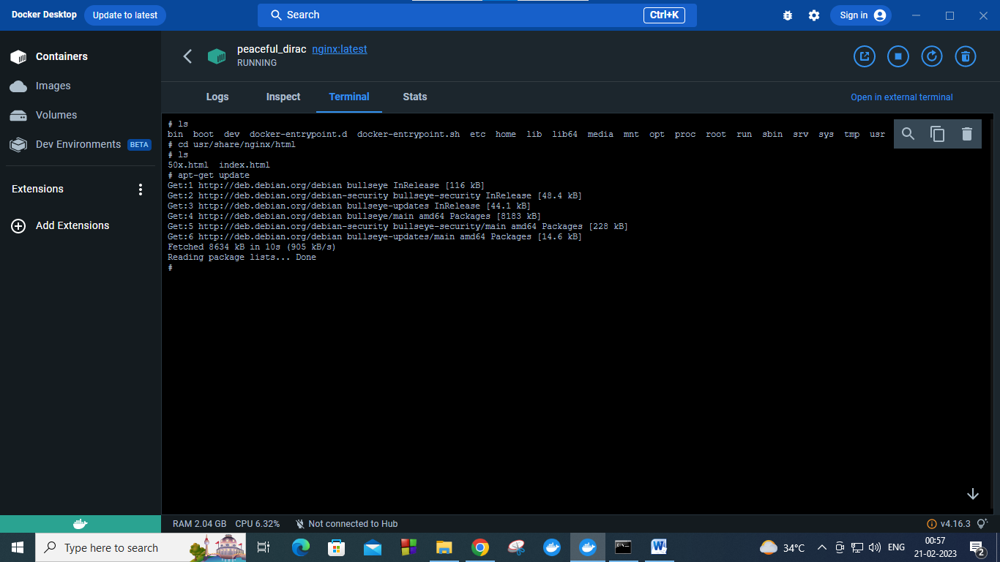 Docker Desktop
Update to latest
Search
Ctrl+K
Sign in
Containers
Images
Volumes
Dev Environments BETA
Extensions
Add Extensions
peaceful_dirac nginx:latest
RUNNING
Logs
Inspect
Terminal
Stats
Open in external terminal
# ls
bin boot dev docker-entrypoint.d docker-entrypoint.sh etc home lib lib64 media mnt opt proc root run sbin srv sys tmp usr
# cd usr/share/nginx/html
# ls
50x.html index.html
# apt-get update
Get:1 http://deb.debian.org/debian bullseye InRelease [116 kB]
Get:2 http://deb.debian.org/debian-security bullseye-security InRelease [48.4 kB]
Get:3 http://deb.debian.org/debian bullseye-updates InRelease [44.1 kB]
Get:4 http://deb.debian.org/debian bullseye/main amd64 Packages [8183 kB]
Get:5 http://deb.debian.org/debian-security bullseye-security/main amd64 Packages [228 kB]
Get:6 http://deb.debian.org/debian bullseye-updates/main amd64 Packages [14.6 kB]
Fetched 8634 kB in 10s (905 kB/s)
Reading package lists... Done
#
RAM 2.04 GB CPU 6.32% Not connected to Hub
v4.16.3
Type here to search
34°C
ENG
00:57
21-02-2023
2